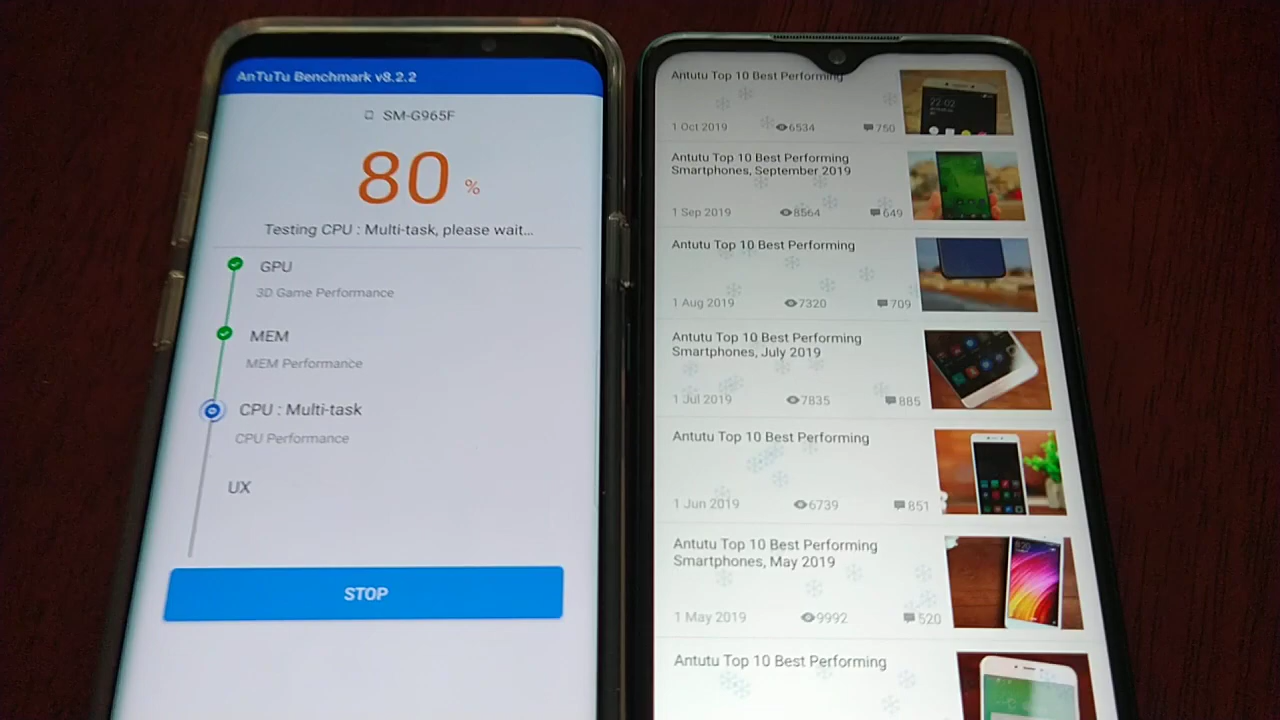 AnTuTu Benchmark v8.2.2
SM-G965F
80 %
Testing CPU : Multi-task, please wait...
GPU
3D Game Performance
MEM
MEM Performance
CPU : Multi-task
CPU Performance
UX
STOP
Antutu Top 10 Best Performing
1 Oct 2019 6534 750
22-02
Antutu Top 10 Best Performing
Smartphones, September 2019
1 Sep 2019 8564 649
Antutu Top 10 Best Performing
1 Aug 2019 7320 709
Antutu Top 10 Best Performing
Smartphones, July 2019
1 Jul 2019 7835 885
Antutu Top 10 Best Performing
1 Jun 2019 6739 851
Antutu Top 10 Best Performing
Smartphones, May 2019
1 May 2019 9992 520
8:20
Antutu Top 10 Best Performing